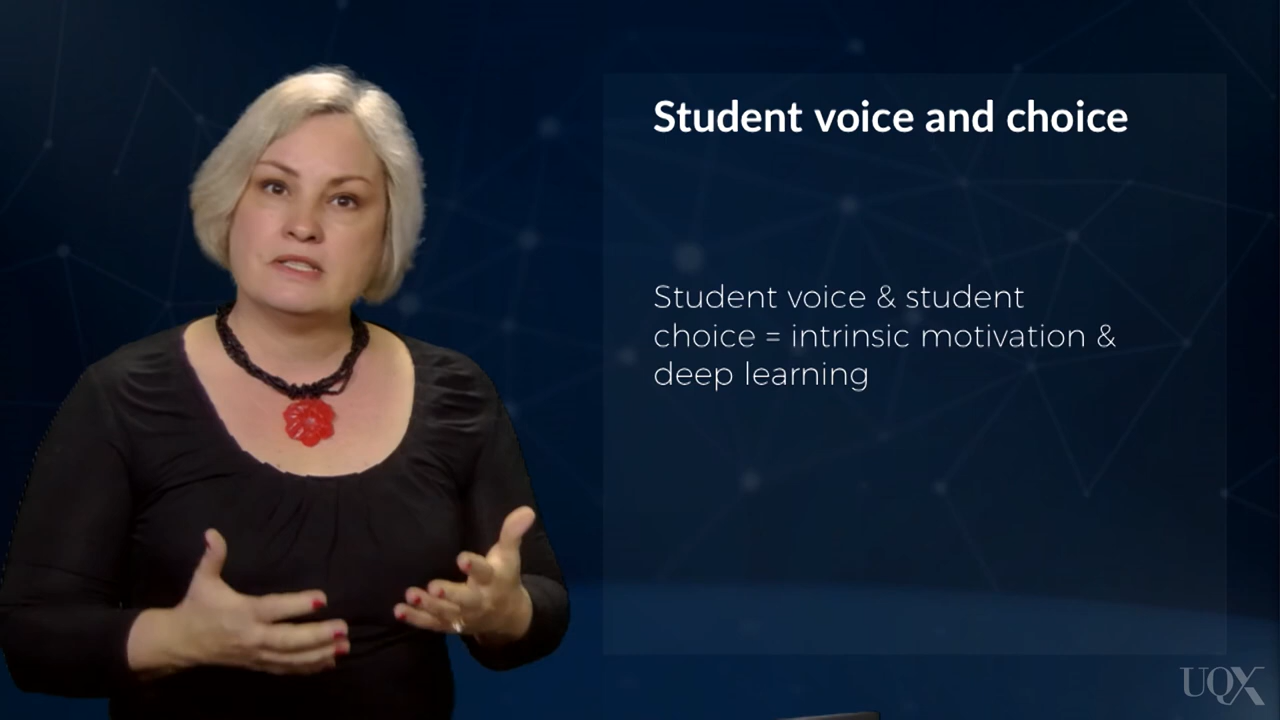 Student voice and choice
Student voice & student
choice = intrinsic motivation &
deep learning
UQX